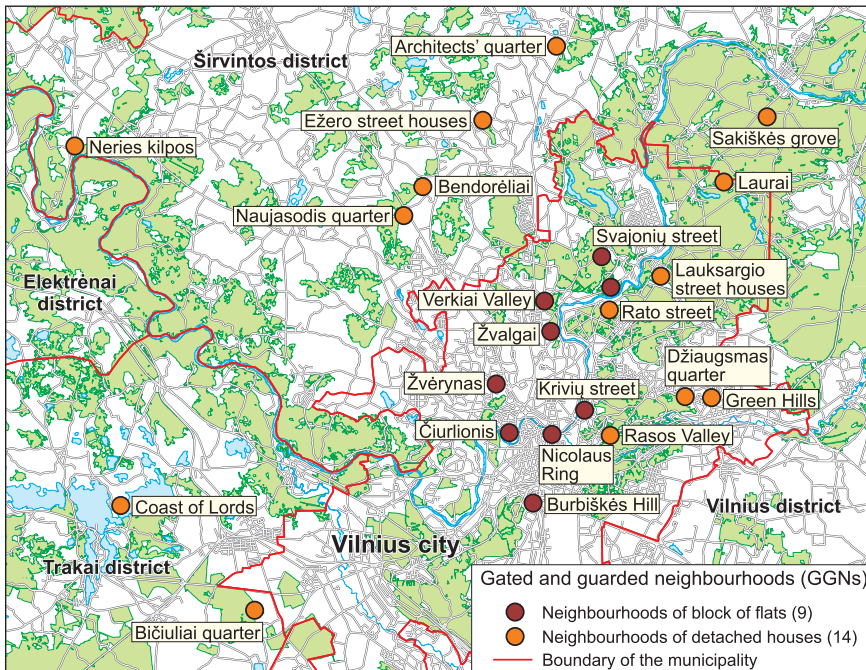 Architects' quarter
Širvintos district
Ežero street houses
Sakiškės grove
Neries kilpos
Laurai
Bendorėliai
Naujasodis quarter
Svajonių street
Elektrėnai
district
Lauksargio
street houses
Verkiai Valley
Rato street
Žvalgai
Džiaugsmas
quarter
Žvėrynas
Krivių street
Green Hills
Čiurlionis
Rasos Valley
Nicolaus
Ring
Coast of Lords
Burbiškės Hill
Vilnius district
Vilnius city
Trakai district
Bičiuliai quarter
Gated and guarded neighbourhoods (GGNs)
Neighbourhoods of block of flats (9)
Neighbourhoods of detached houses (14)
Boundary of the municipality